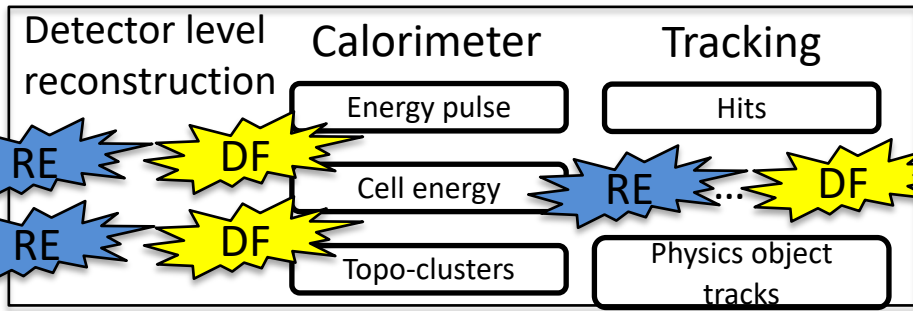 Detector level
reconstruction
Calorimeter
Tracking
Energy pulse
Hits
RE
DF
Cell energy
RE
...
DF
RE
DF
Topo-clusters
Physics object
tracks